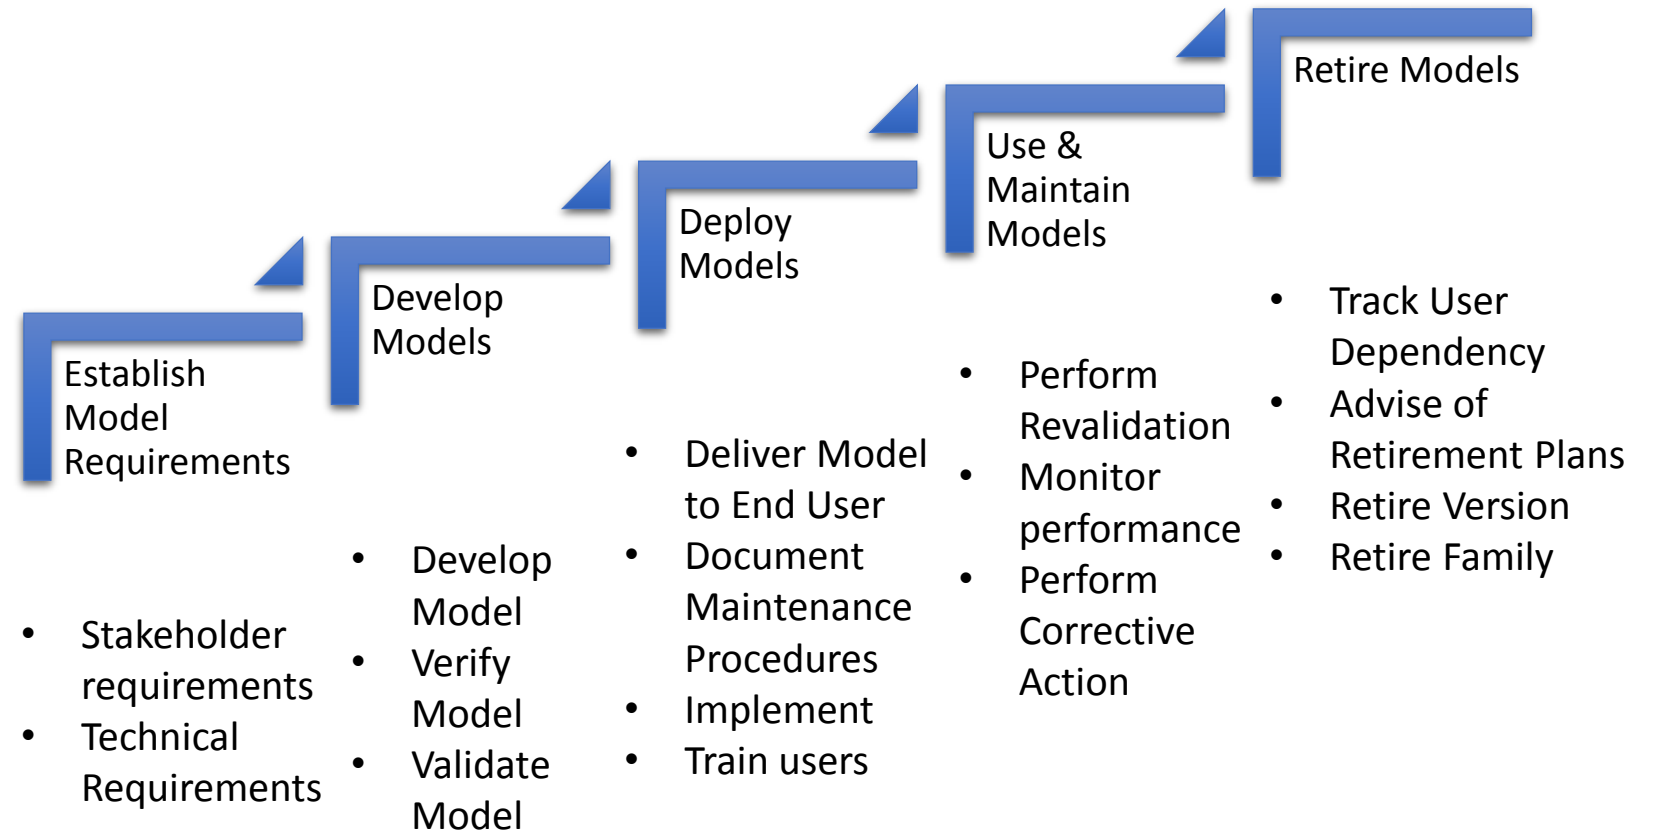 Establish
Model
Requirements
• Stakeholder
requirements
• Technical
Requirements
Develop
Models
• Develop
Model
• Verify
Model
• Validate
Model
Deploy
Models
• Deliver Model
to End User
• Document
Maintenance
Procedures
• Implement
• Train users
Use &
Maintain
Models
• Perform
Revalidation
• Monitor
performance
• Perform
Corrective
Action
Retire Models
• Track User
Dependency
• Advise of
Retirement Plans
• Retire Version
• Retire Family